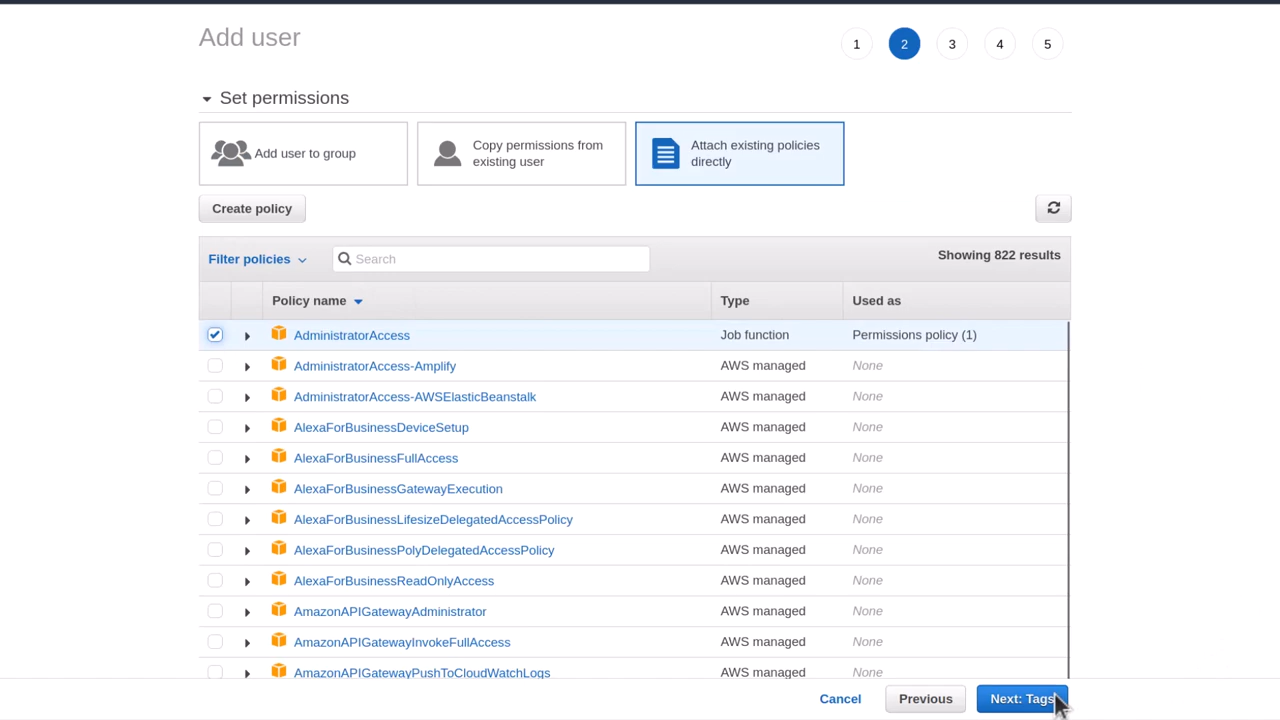 Add user
1 2 3 4 5
Set permissions
Add user to group
Copy permissions from
existing user
Attach existing policies
directly
Create policy
Filter policies Search Showing 822 results
Policy name Type Used as
AdministratorAccess Job function Permissions policy (1)
AdministratorAccess-Amplify AWS managed None
AdministratorAccess-AWSElasticBeanstalk AWS managed None
AlexaForBusinessDeviceSetup AWS managed None
AlexaForBusinessFullAccess AWS managed None
AlexaForBusinessGatewayExecution AWS managed None
AlexaForBusinessLifesizeDelegatedAccessPolicy AWS managed None
AlexaForBusinessPolyDelegatedAccessPolicy AWS managed None
AlexaForBusinessReadOnlyAccess AWS managed None
AmazonAPIGatewayAdministrator AWS managed None
AmazonAPIGatewayInvokeFullAccess AWS managed None
AmazonAPIGatewayPushToCloudWatchLogs AWS managed None
Cancel Previous Next: Tags